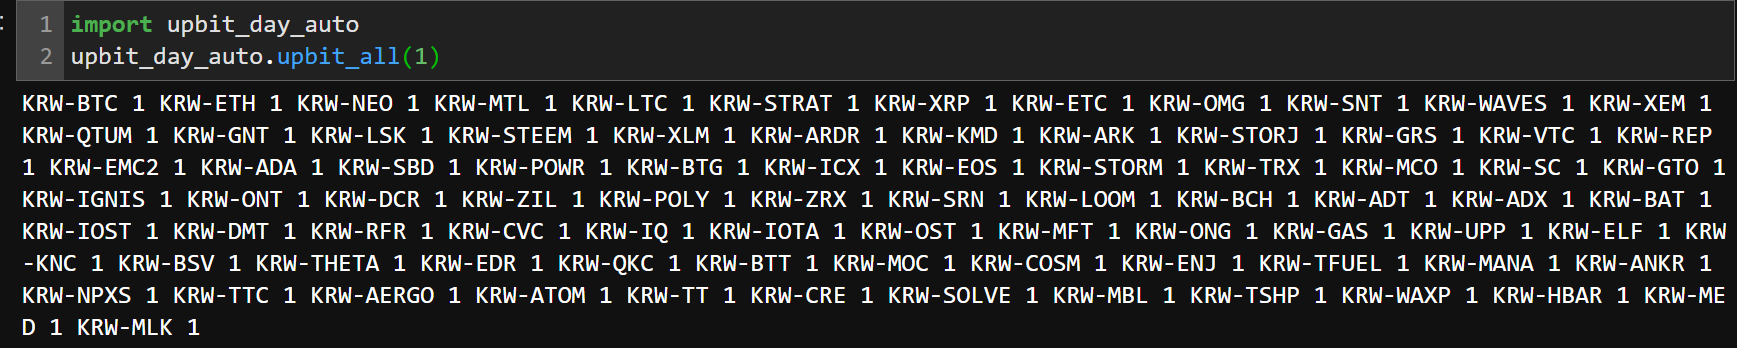 1 import upbit_day_auto
2 upbit_day_auto.upbit_all(1)
KRW-BTC 1 KRW-ETH 1 KRW-NEO 1 KRW-MTL 1 KRW-LTC 1 KRW-STRAT 1 KRW-XRP 1 KRW-ETC 1 KRW-OMG 1 KRW-SNT 1 KRW-WAVES 1 KRW-XEM 1
KRW-QTUM 1 KRW-GNT 1 KRW-LSK 1 KRW-STEEM 1 KRW-XLM 1 KRW-ARDR 1 KRW-KMD 1 KRW-ARK 1 KRW-STORJ 1 KRW-GRS 1 KRW-VTC 1 KRW-REP
1 KRW-EMC2 1 KRW-ADA 1 KRW-SBD 1 KRW-POWR 1 KRW-BTG 1 KRW-ICX 1 KRW-EOS 1 KRW-STORM 1 KRW-TRX 1 KRW-MCO 1 KRW-SC 1 KRW-GTO 1
KRW-IGNIS 1 KRW-ONT 1 KRW-DCR 1 KRW-ZIL 1 KRW-POLY 1 KRW-ZRX 1 KRW-SRN 1 KRW-LOOM 1 KRW-BCH 1 KRW-ADT 1 KRW-ADX 1 KRW-BAT 1
KRW-IOST 1 KRW-DMT 1 KRW-RFR 1 KRW-CVC 1 KRW-IQ 1 KRW-IOTA 1 KRW-OST 1 KRW-MFT 1 KRW-ONG 1 KRW-GAS 1 KRW-UPP 1 KRW-ELF 1 KRW
-KNC 1 KRW-BSV 1 KRW-THETA 1 KRW-EDR 1 KRW-QKC 1 KRW-BTT 1 KRW-MOC 1 KRW-COSM 1 KRW-ENJ 1 KRW-TFUEL 1 KRW-MANA 1 KRW-ANKR 1
KRW-NPXS 1 KRW-TTC 1 KRW-AERGO 1 KRW-ATOM 1 KRW-TT 1 KRW-CRE 1 KRW-SOLVE 1 KRW-MBL 1 KRW-TSHP 1 KRW-WAXP 1 KRW-HBAR 1 KRW-ME
D 1 KRW-MLK 1